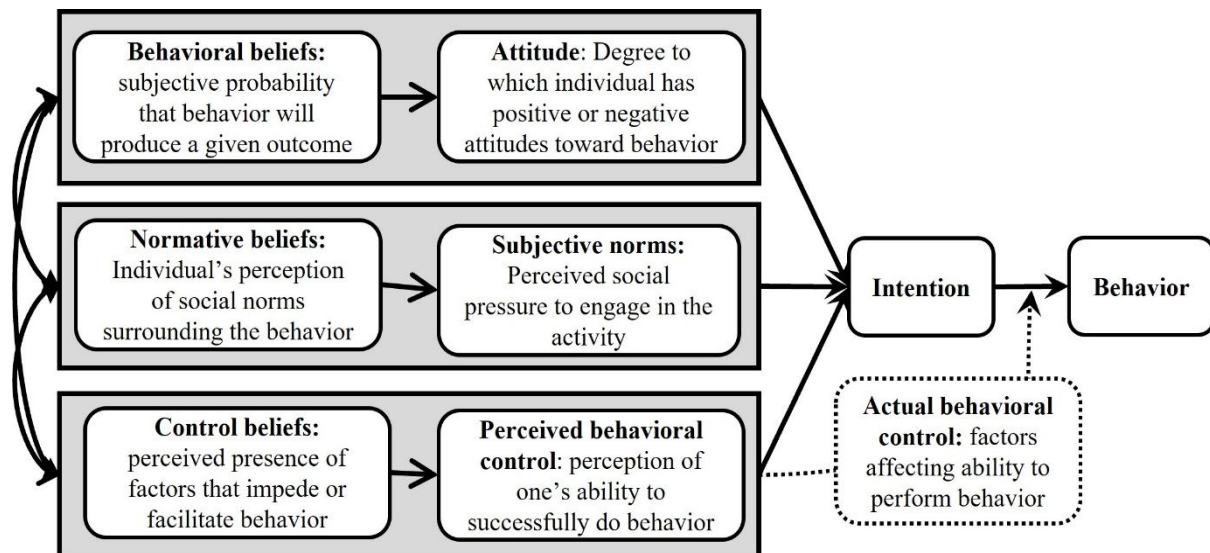 Behavioral beliefs:
subjective probability
that behavior will
produce a given outcome
Attitude: Degree to
which individual has
positive or negative
attitudes toward behavior
Normative beliefs:
Individual’s perception
of social norms
surrounding the behavior
Subjective norms:
Perceived social
pressure to engage in the
activity
Control beliefs:
perceived presence of
factors that impede or
facilitate behavior
Perceived behavioral
control: perception of
one’s ability to
successfully do behavior
Intention
Behavior
Actual behavioral
control: factors
affecting ability to
perform behavior